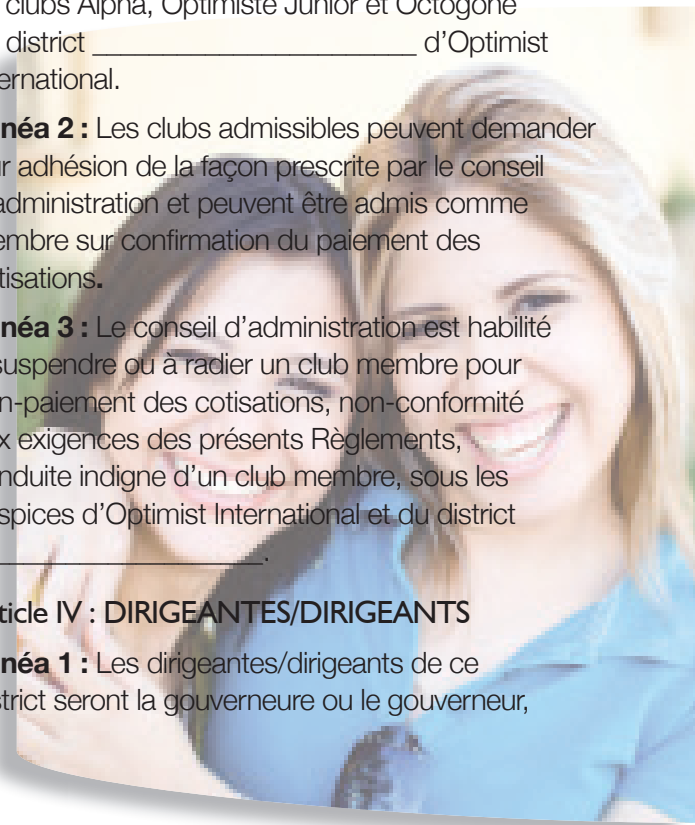 clubs Alpha, Optimiste Junior et Octogone
district ______________________ d'Optimist
ernational.
néa 2 : Les clubs admissibles peuvent demander
r adhésion de la façon prescrite par le conseil
administration et peuvent être admis comme
embre sur confirmation du paiement des
tisations.
néa 3 : Le conseil d'administration est habilité
suspendre ou à radier un club membre pour
n-paiement des cotisations, non-conformité
x exigences des présents Règlements,
nduite indigne d'un club membre, sous les
spices d'Optimist International et du district
____________________.
ticle IV : DIRIGEANTES/DIRIGEANTS
néa 1 : Les dirigeantes/dirigeants de ce
strict seront la gouverneure ou le gouverneur,